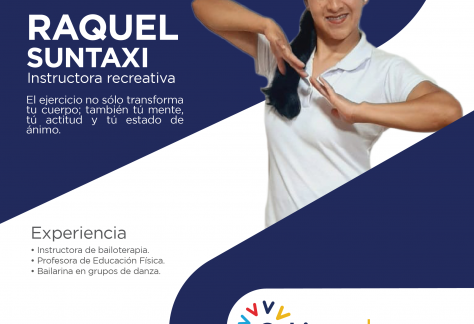 RAQUEL
SUNTAXI
Instructora recreativa
El ejercicio no sólo transforma
tu cuerpo; también tú mente,
tú actitud y tú estado de
ánimo.
Experiencia
• Instructora de bailoterapia.
• Profesora de Educación Física.
• Bailarina en grupos de danza.